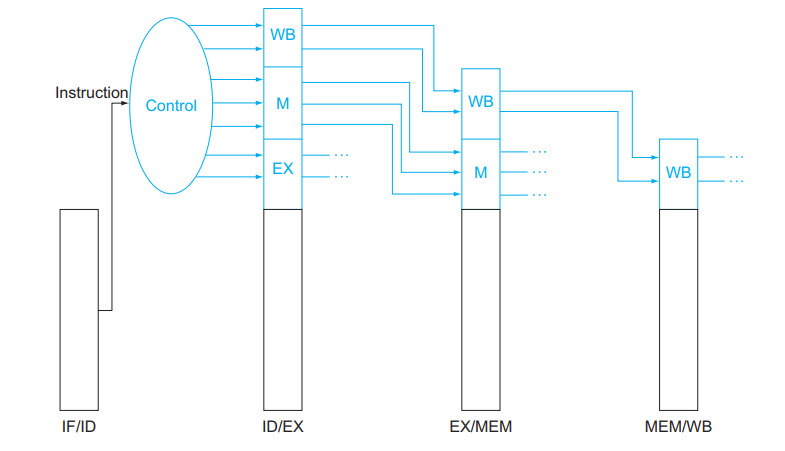 WB
Instruction
Control
M
EX
...
...
WB
M
...
...
...
WB
...
...
IF/ID
ID/EX
EX/MEM
MEM/WB